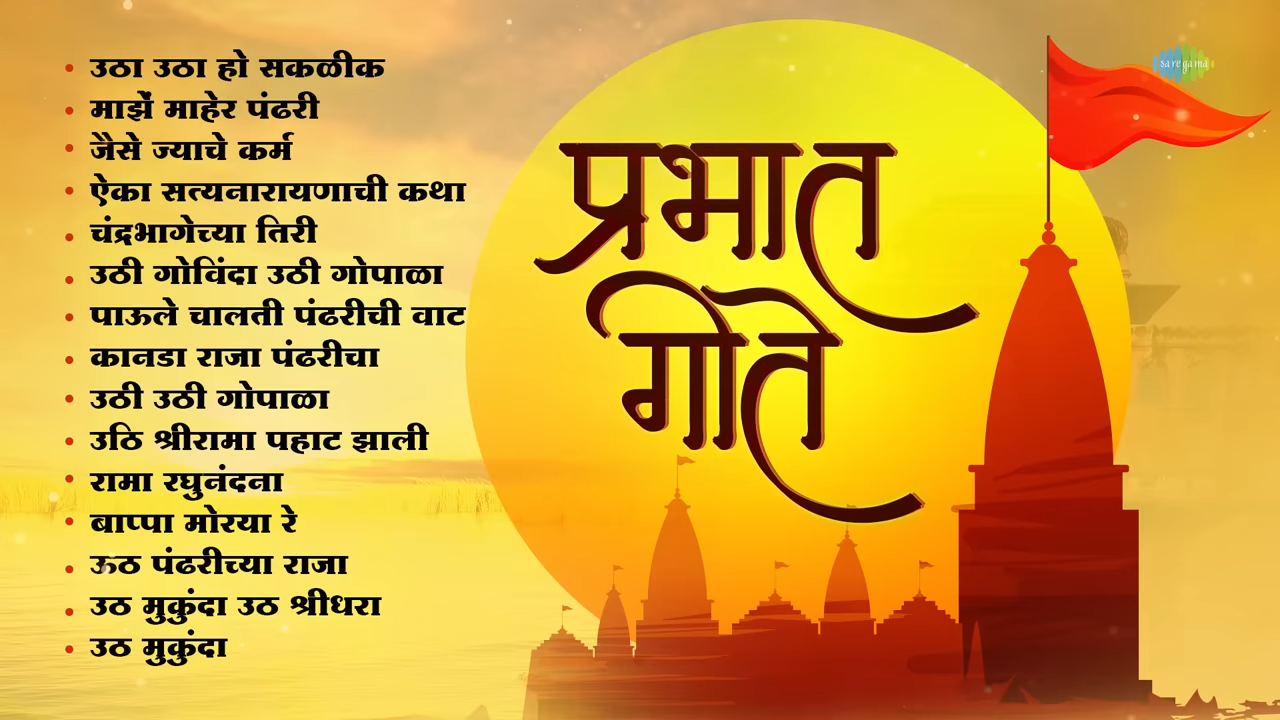 उठा उठा हो सकळीक
माझें माहेर पंढरी
जैसे ज्याचे कर्म
ऐका सत्यनारायणाची कथा
चंद्रभागेच्या तिरी
उठी गोविंदा उठी गोपाळा
पाऊले चालती पंढरीची वाट
कानडा राजा पंढरीचा
उठी उठी गोपाळा
उठि श्रीरामा पहाट झाली
रामा रघुनंदना
बाप्पा मोरया रे
ऊठ पंढरीच्या राजा
उठ मुकुंदा उठ श्रीधरा
उठ मुकुंदा
प्रभात
गीते
saregama